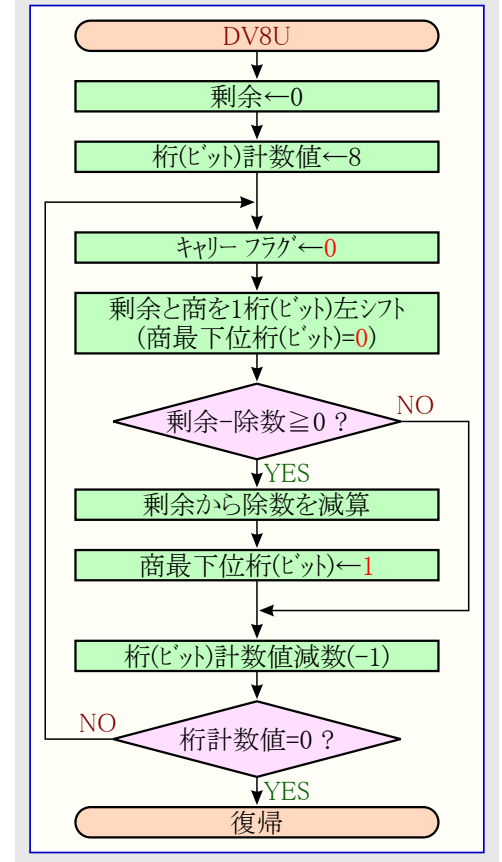 DV8U
剰余←0
桁(ﾋﾞｯﾄ)計数値←8
ｷｬﾘｰ ﾌﾗｸﾞ←0
剰余と商を1桁(ﾋﾞｯﾄ)左ｼﾌﾄ
(商最下位桁(ﾋﾞｯﾄ)=0)
剰余-除数≧0 ?
NO
YES
剰余から除数を減算
商最下位桁(ﾋﾞｯﾄ)←1
桁(ﾋﾞｯﾄ)計数値減数(-1)
NO
桁計数値=0 ?
YES
復帰